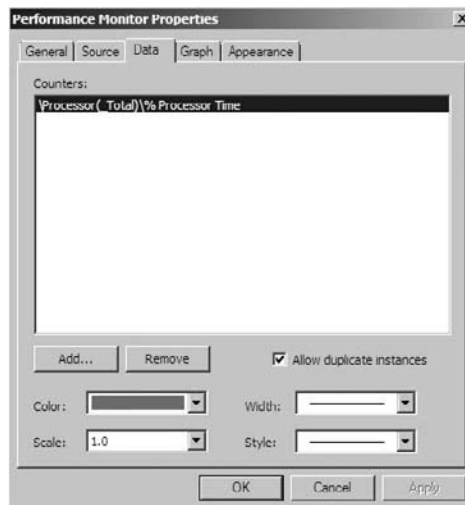 Performance Monitor Properties
General Source Data Graph Appearance
Counters:
\Processor(_Total)\% Processor Time
Add... Remove Allow duplicate instances
Color: Width:
Scale: 1.0 Style:
OK Cancel Apply